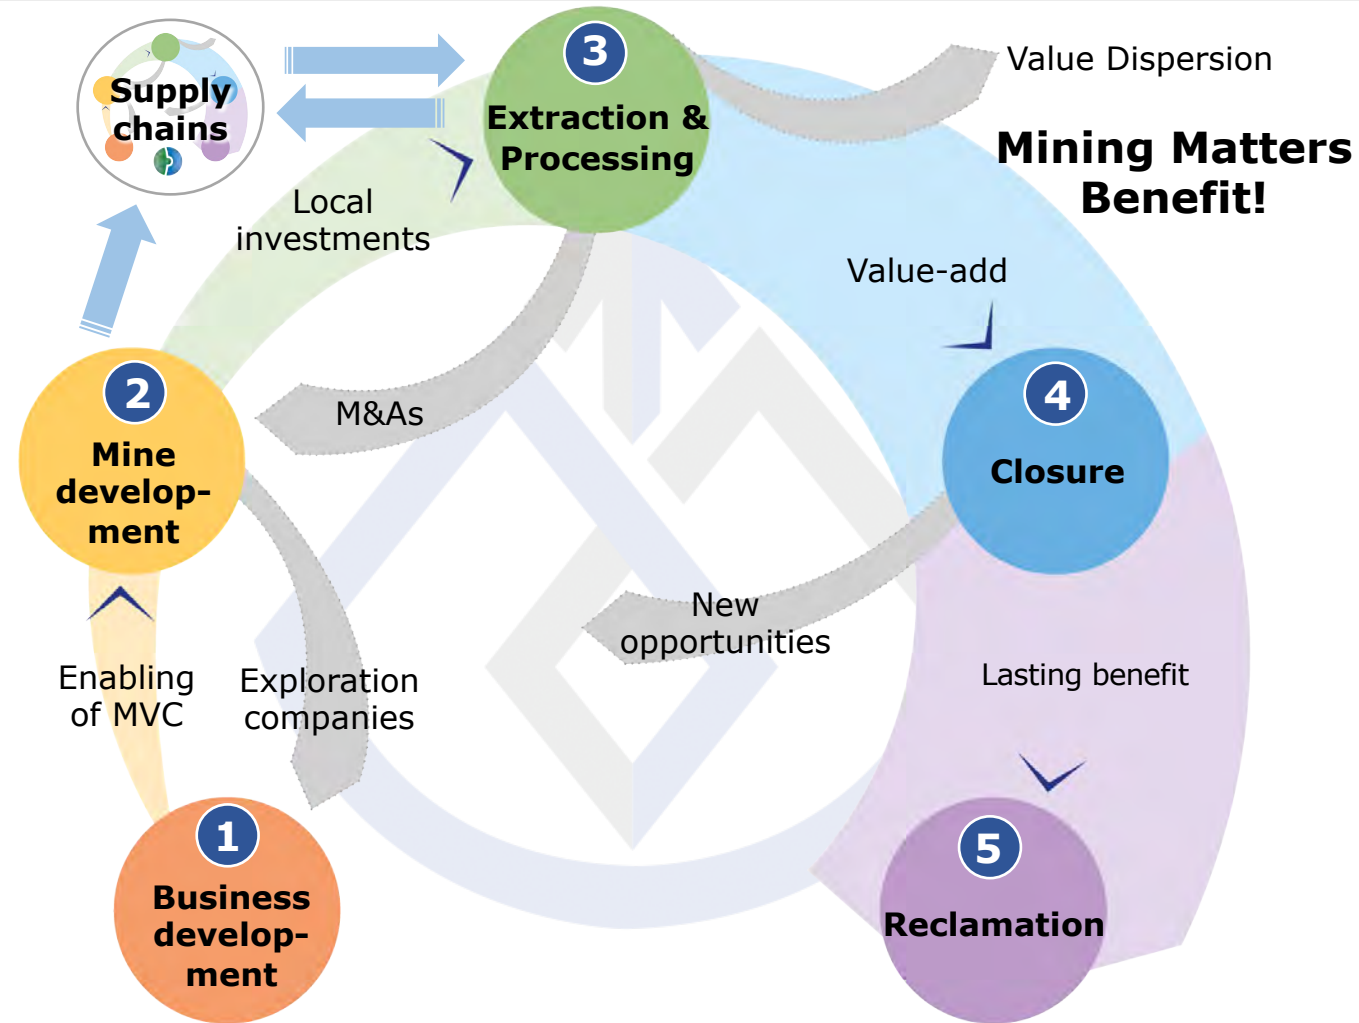 Supply
chains
3
Extraction &
Processing
Value Dispersion
Mining Matters
Benefit!
Local
investments
Value-add
2
Mine
develop-
ment
M&As
4
Closure
New
opportunities
Enabling
of MVC
Exploration
companies
Lasting benefit
1
Business
develop-
ment
5
Reclamation